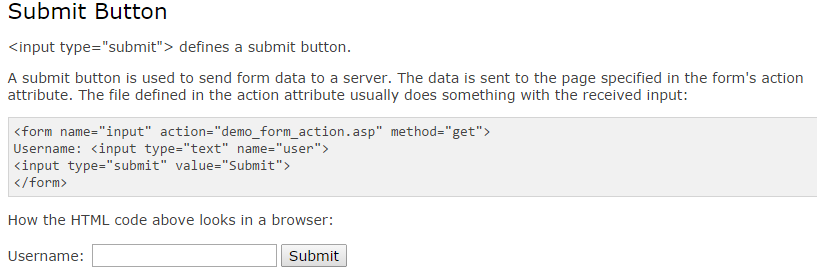 Submit Button
<input type="submit"> defines a submit button.
A submit button is used to send form data to a server. The data is sent to the page specified in the form's action
attribute. The file defined in the action attribute usually does something with the received input:
<form name="input" action="demo_form_action.asp" method="get">
Username: <input type="text" name="user">
<input type="submit" value="Submit">
</form>
How the HTML code above looks in a browser:
Username: Submit